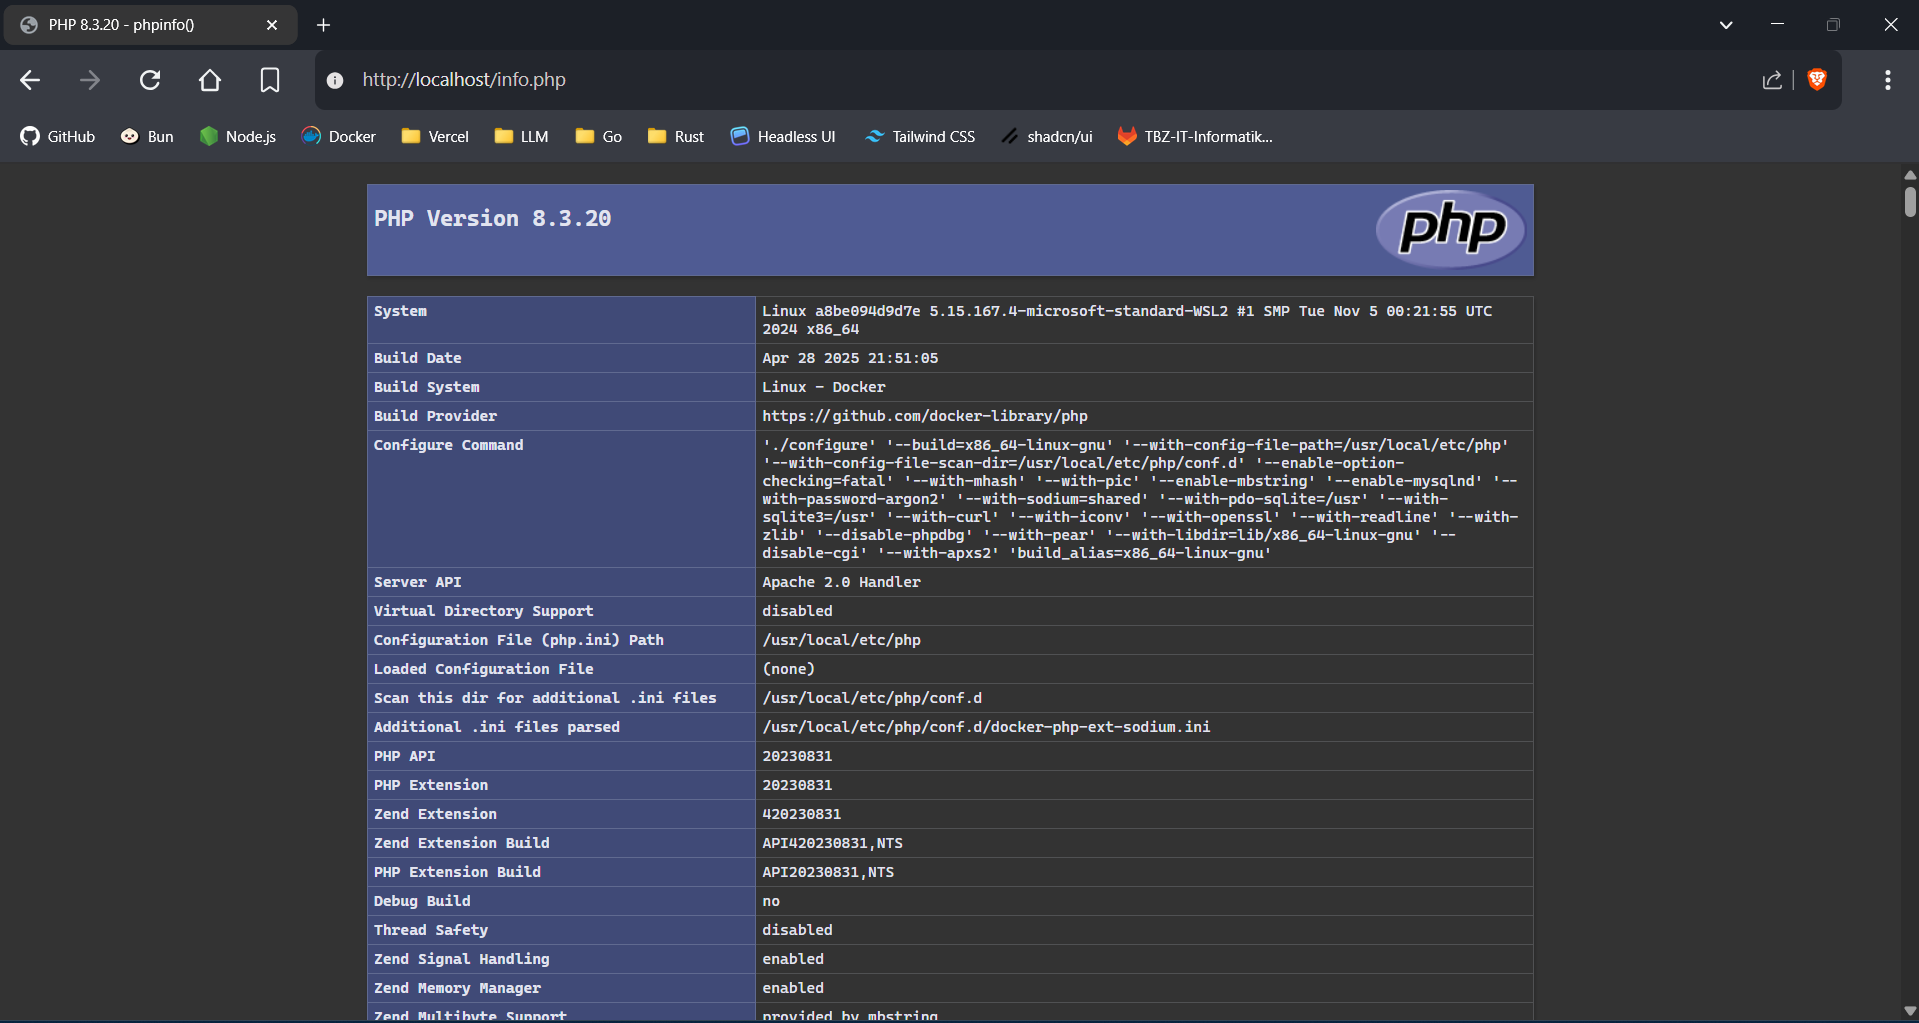 PHP 8.3.20 - phpinfo()
http://localhost/info.php
GitHub Bun Node.js Docker Vercel LLM Go Rust Headless UI Tailwind CSS shadcn/ui TBZ-IT-Informatik...
PHP Version 8.3.20
php
System Linux a8be094d9d7e 5.15.167.4-microsoft-standard-WSL2 #1 SMP Tue Nov 5 00:21:55 UTC
2024 x86_64
Build Date Apr 28 2025 21:51:05
Build System Linux - Docker
Build Provider https://github.com/docker-library/php
Configure Command './configure' '--build=x86_64-linux-gnu' '--with-config-file-path=/usr/local/etc/php'
'--with-config-file-scan-dir=/usr/local/etc/php/conf.d' '--enable-option-
checking=fatal' '--with-mhash' '--with-pic' '--enable-mbstring' '--enable-mysqlnd' '--
with-password-argon2' '--with-sodium=shared' '--with-pdo-sqlite=/usr' '--with-
sqlite3=/usr' '--with-curl' '--with-iconv' '--with-openssl' '--with-readline' '--with-
zlib' '--disable-phpdbg' '--with-pear' '--with-libdir=lib/x86_64-linux-gnu' '--
disable-cgi' '--with-apxs2' 'build_alias=x86_64-linux-gnu'
Server API Apache 2.0 Handler
Virtual Directory Support disabled
Configuration File (php.ini) Path /usr/local/etc/php
Loaded Configuration File (none)
Scan this dir for additional .ini files /usr/local/etc/php/conf.d
Additional .ini files parsed /usr/local/etc/php/conf.d/docker-php-ext-sodium.ini
PHP API 20230831
PHP Extension 20230831
Zend Extension 420230831
Zend Extension Build API420230831,NTS
PHP Extension Build API20230831,NTS
Debug Build no
Thread Safety disabled
Zend Signal Handling enabled
Zend Memory Manager enabled
Zend Multibyte Support provided by mbstring